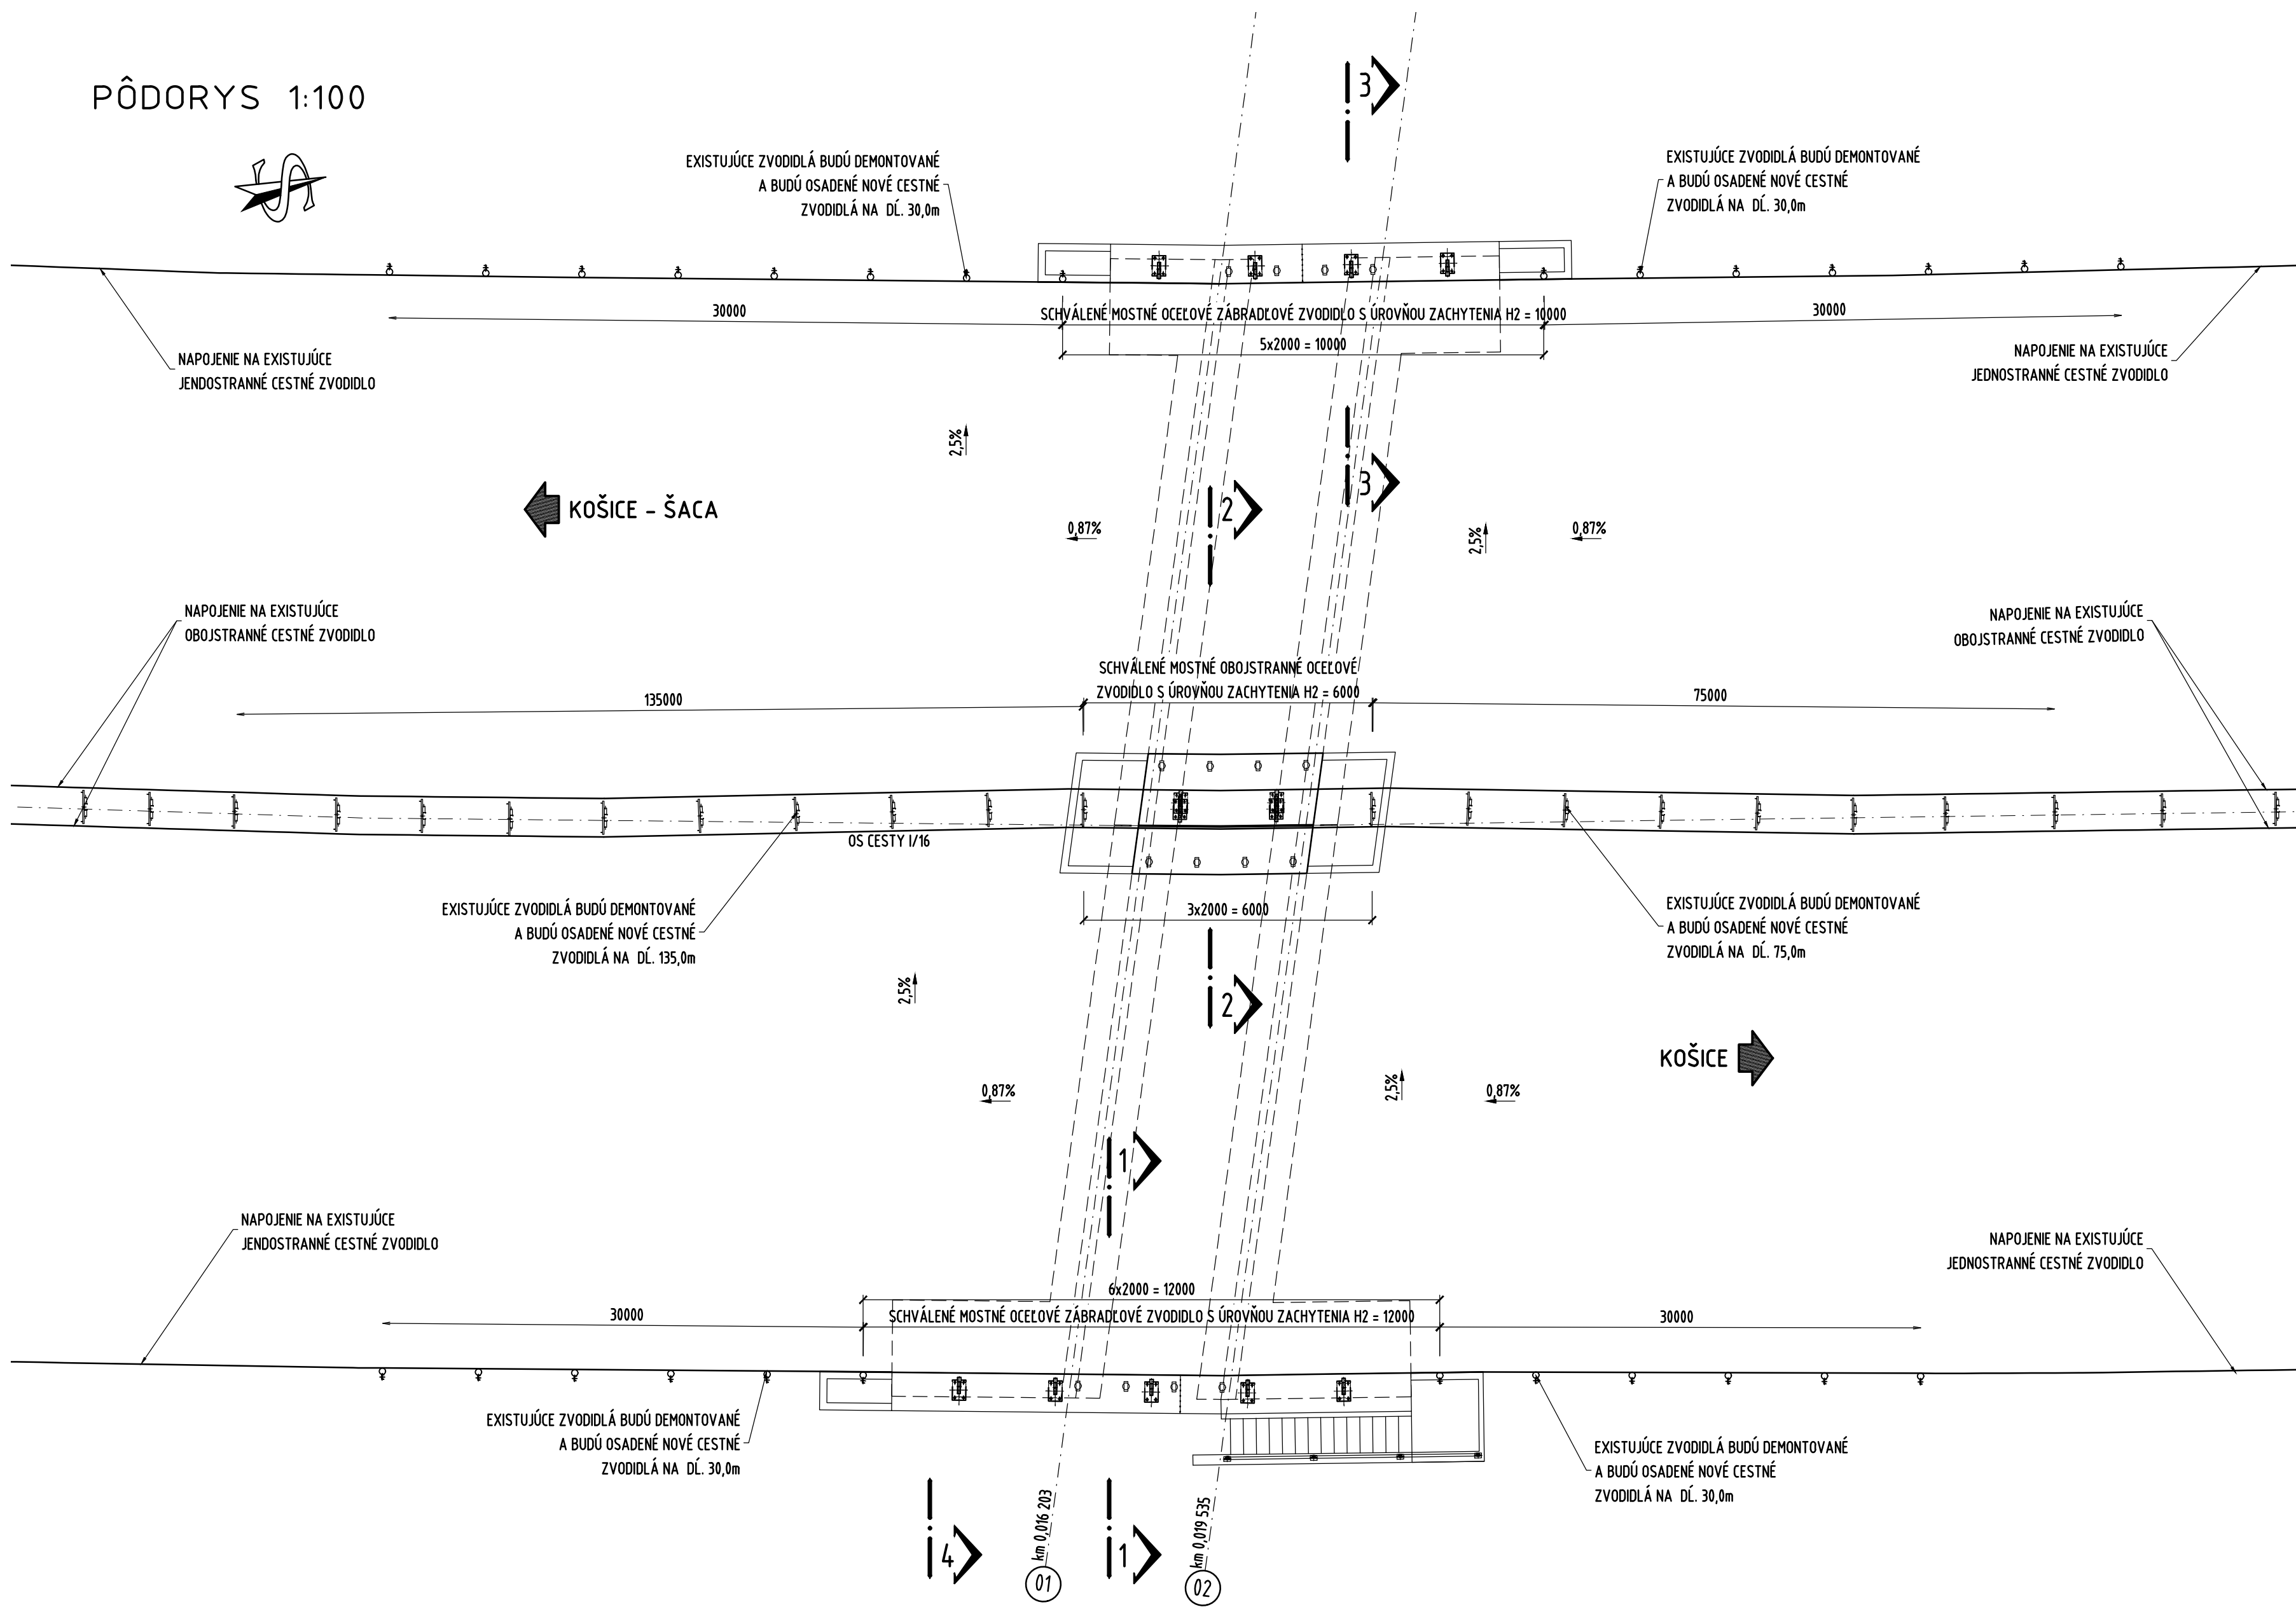 PÔDORYS 1:100
S
3
EXISTUJÚCE ZVODIDLÁ BUDÚ DEMONTOVANÉ
A BUDÚ OSADENÉ NOVÉ CESTNÉ
ZVODIDLÁ NA DĹ. 30,0m
EXISTUJÚCE ZVODIDLÁ BUDÚ DEMONTOVANÉ
A BUDÚ OSADENÉ NOVÉ CESTNÉ
ZVODIDLÁ NA DĹ. 30,0m
30000
SCHVÁLENÉ MOSTNÉ OCEĽOVÉ ZÁBRADĽOVÉ ZVODIDLO S ÚROVŇOU ZACHYTENIA H2 = 10000
30000
5x2000 = 10000
NAPOJENIE NA EXISTUJÚCE
JENDOSTRANNÉ CESTNÉ ZVODIDLO
NAPOJENIE NA EXISTUJÚCE
JEDNOSTRANNÉ CESTNÉ ZVODIDLO
2,5%
3
KOŠICE - ŠACA
2
0,87%
2,5%
0,87%
NAPOJENIE NA EXISTUJÚCE
OBOJSTRANNÉ CESTNÉ ZVODIDLO
NAPOJENIE NA EXISTUJÚCE
OBOJSTRANNÉ CESTNÉ ZVODIDLO
SCHVÁLENÉ MOSTNÉ OBOJSTRANNÉ OCEĽOVÉ
ZVODIDLO S ÚROVŇOU ZACHYTENIA H2 = 6000
135000
75000
OS CESTY I/16
EXISTUJÚCE ZVODIDLÁ BUDÚ DEMONTOVANÉ
A BUDÚ OSADENÉ NOVÉ CESTNÉ
ZVODIDLÁ NA DĹ. 135,0m
3x2000 = 6000
EXISTUJÚCE ZVODIDLÁ BUDÚ DEMONTOVANÉ
A BUDÚ OSADENÉ NOVÉ CESTNÉ
ZVODIDLÁ NA DĹ. 75,0m
2,5%
2
KOŠICE
0,87%
2,5%
0,87%
1
NAPOJENIE NA EXISTUJÚCE
JENDOSTRANNÉ CESTNÉ ZVODIDLO
NAPOJENIE NA EXISTUJÚCE
JEDNOSTRANNÉ CESTNÉ ZVODIDLO
6x2000 = 12000
30000
SCHVÁLENÉ MOSTNÉ OCEĽOVÉ ZÁBRADĽOVÉ ZVODIDLO S ÚROVŇOU ZACHYTENIA H2 = 12000
30000
EXISTUJÚCE ZVODIDLÁ BUDÚ DEMONTOVANÉ
A BUDÚ OSADENÉ NOVÉ CESTNÉ
ZVODIDLÁ NA DĹ. 30,0m
EXISTUJÚCE ZVODIDLÁ BUDÚ DEMONTOVANÉ
A BUDÚ OSADENÉ NOVÉ CESTNÉ
ZVODIDLÁ NA DĹ. 30,0m
km 0,016 203
km 0,019 535
4
1
01
02